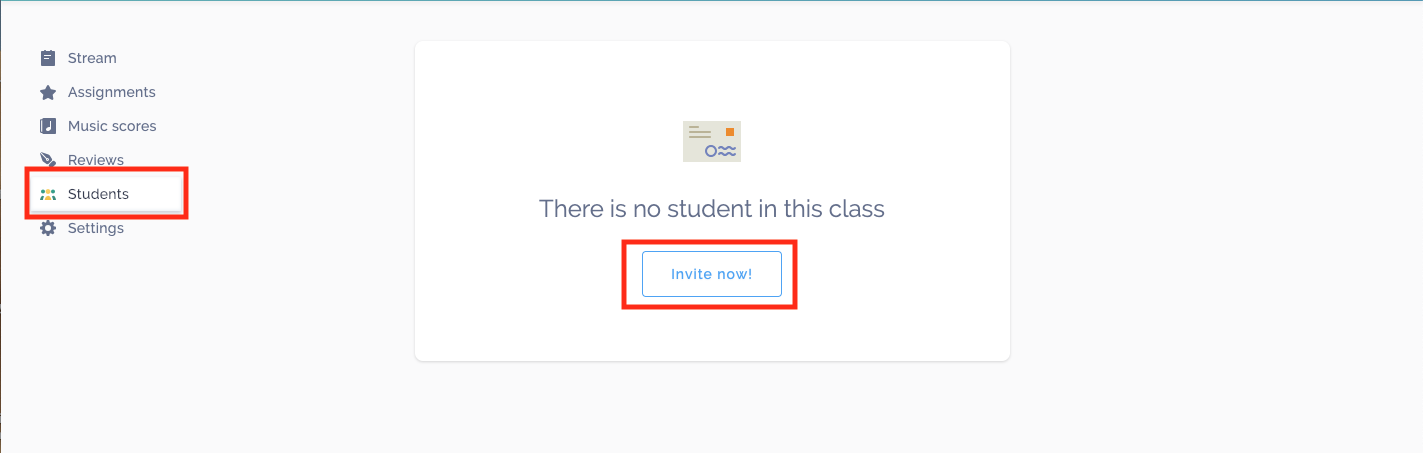 Stream
Assignments
Music scores
Reviews
Students
Settings
There is no student in this class
Invite now!